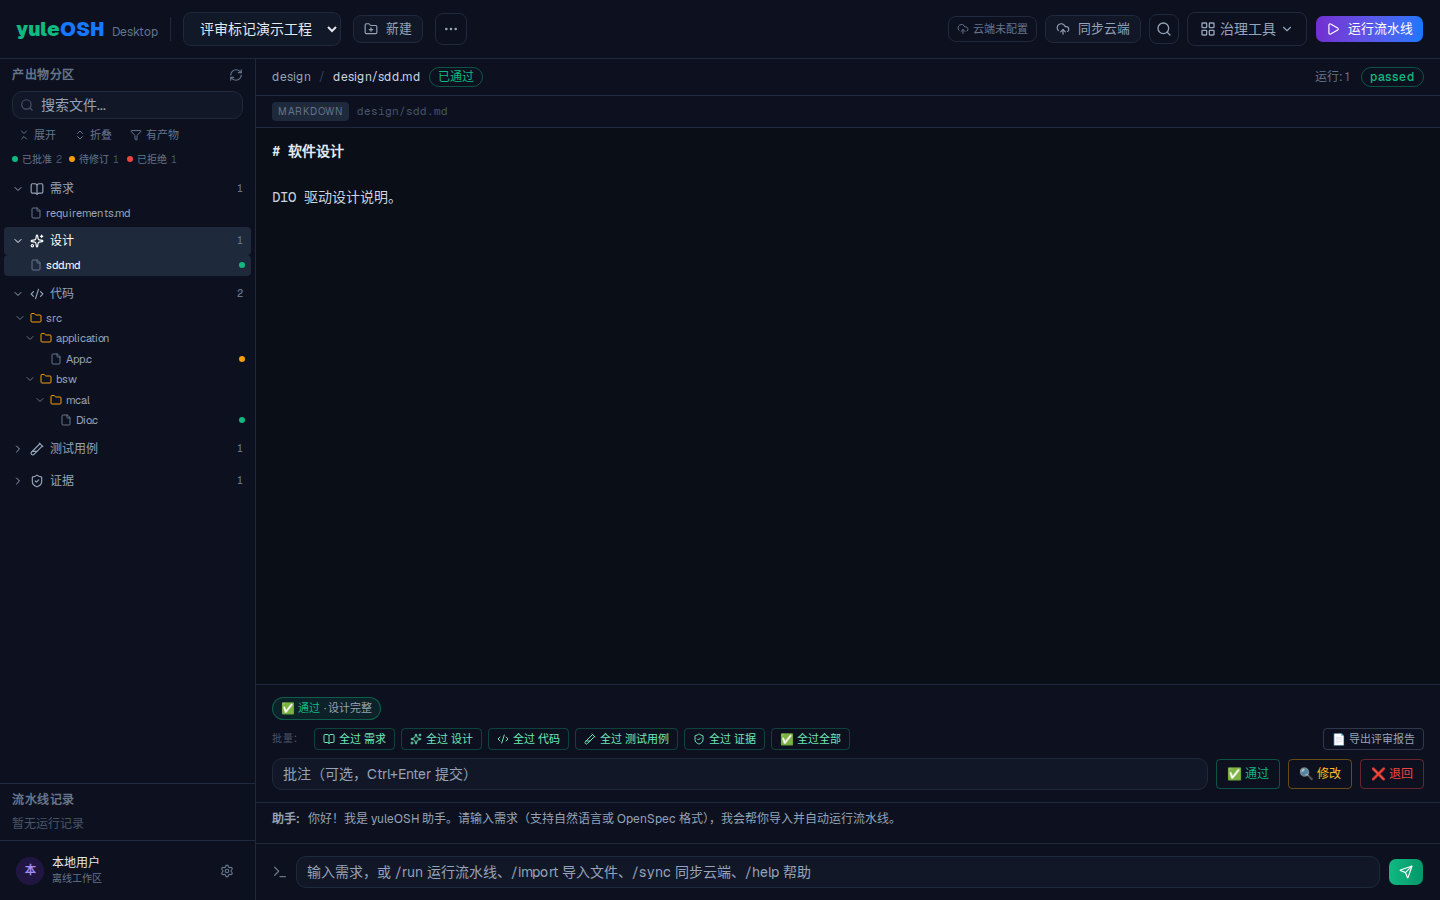 yuleOSH Desktop 评审标记演示工程 新建 云端未配置 同步云端 治理工具 运行流水线
产出物分区
搜索文件...
展开 折叠 有产物
已批准 2 待修订 1 已拒绝 1
需求 1
requirements.md
设计 1
sdd.md
代码 2
src
application
App.c
bsw
mcal
Dio.c
测试用例 1
证据 1
流水线记录
暂无运行记录
本 本地用户
离线工作区
design / design/sdd.md 已通过 运行: 1 passed
MARKDOWN design/sdd.md
# 软件设计
DIO 驱动设计说明。
✅ 通过 · 设计完整
批量: 全过 需求 全过 设计 全过 代码 全过 测试用例 全过 证据 ✅ 全过全部 📄 导出评审报告
批注（可选，Ctrl+Enter 提交） ✅ 通过 🔍 修改 ❌ 退回
助手: 你好！我是 yuleOSH 助手。请输入需求（支持自然语言或 OpenSpec 格式），我会帮你导入并自动运行流水线。
输入需求，或 /run 运行流水线、/import 导入文件、/sync 同步云端、/help 帮助